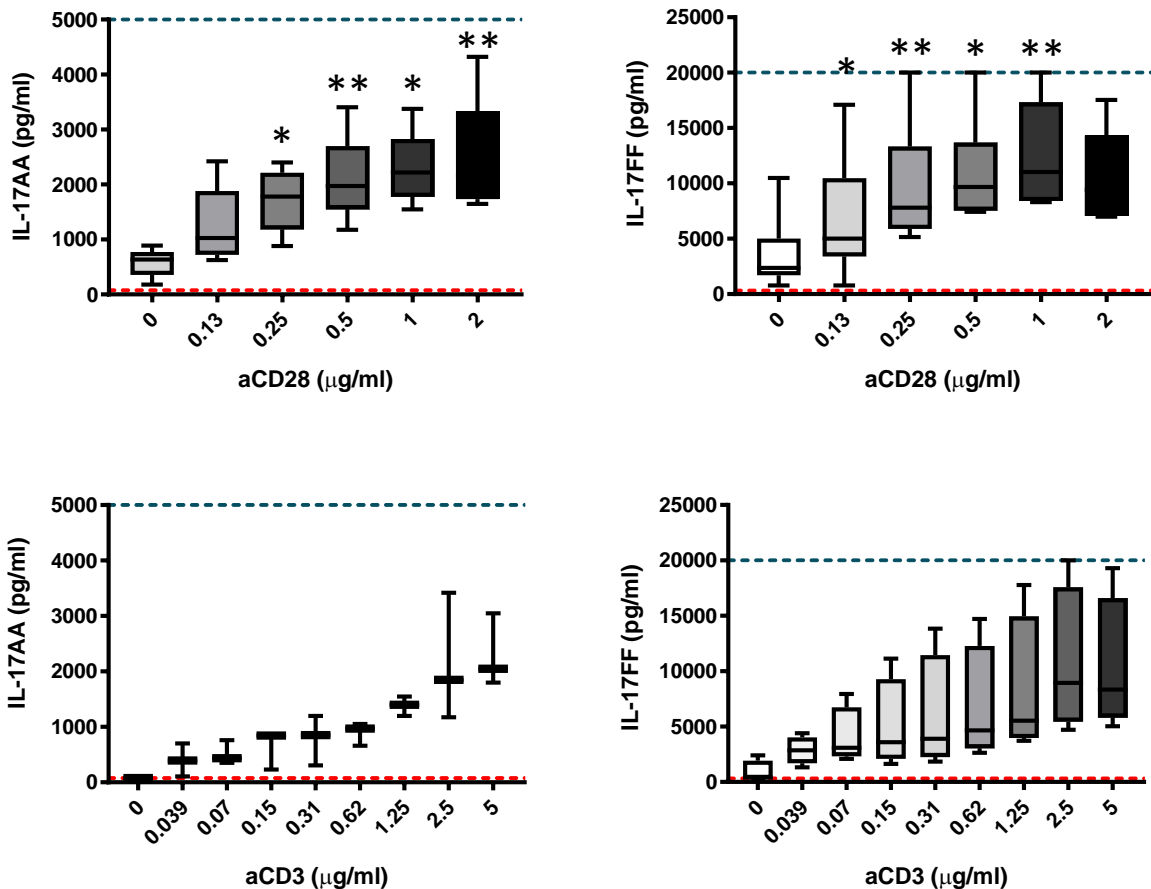 5000
4000
3000
2000
1000
0
IL-17AA (pg/ml)
* ** * **
0 0.13 0.25 0.5 1 2
aCD28 (μg/ml)
25000
20000
15000
10000
5000
0
IL-17FF (pg/ml)
* ** * **
0 0.13 0.25 0.5 1 2
aCD28 (μg/ml)
5000
4000
3000
2000
1000
0
IL-17AA (pg/ml)
0 0.039 0.07 0.15 0.31 0.62 1.25 2.5 5
aCD3 (μg/ml)
25000
20000
15000
10000
5000
0
IL-17FF (pg/ml)
0 0.039 0.07 0.15 0.31 0.62 1.25 2.5 5
aCD3 (μg/ml)